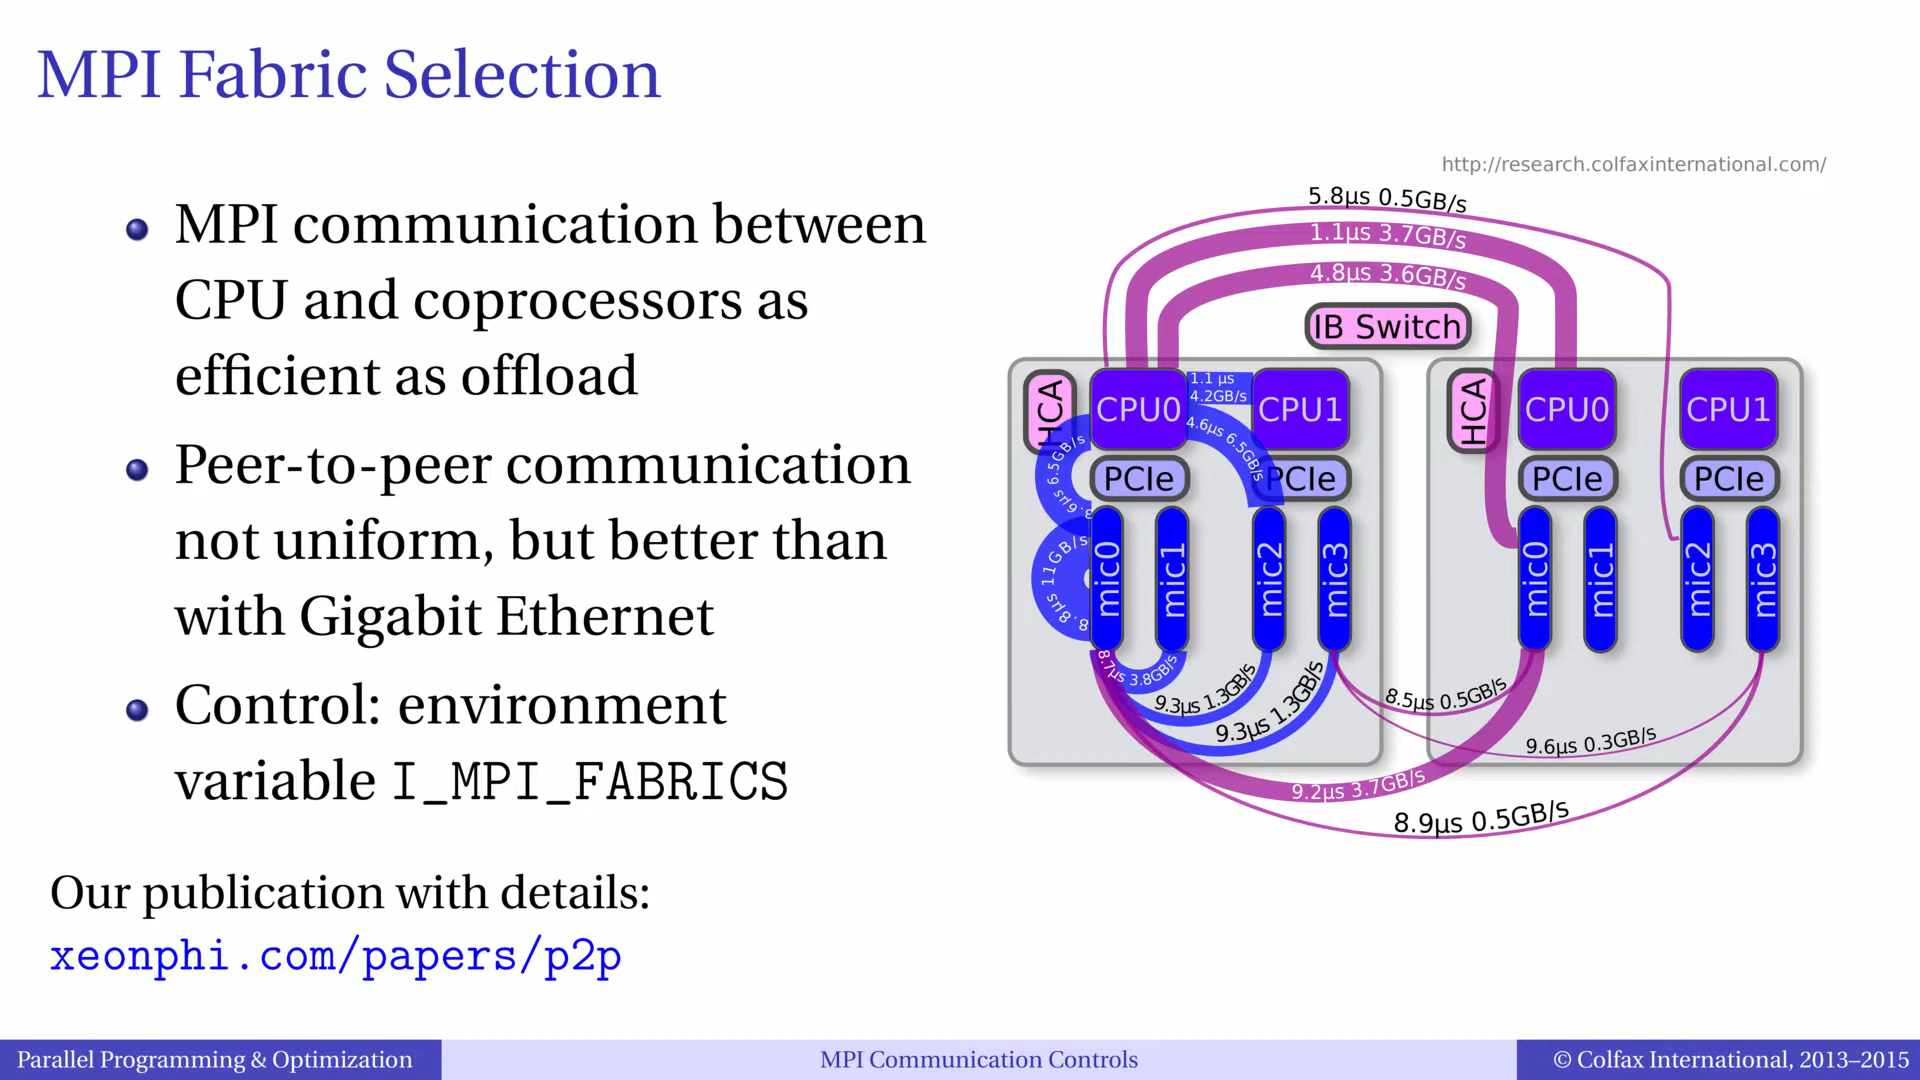 MPI Fabric Selection
MPI communication between
CPU and coprocessors as
efficient as offload
Peer-to-peer communication
not uniform, but better than
with Gigabit Ethernet
Control: environment
variable I_MPI_FABRICS
Our publication with details:
xeonphi.com/papers/p2p
http://research.colfaxinternational.com/
5.8µs 0.5GB/s
1.1µs 3.7GB/s
4.8µs 3.6GB/s
IB Switch
HCA
CPU0
1.1 µs
4.2GB/s
CPU1
HCA
CPU0
CPU1
4.6µs 6.5GB/s
6.5GB/s
PCIe
PCIe
PCIe
PCIe
11GB/s
8.8µs
mic0
mic1
mic2
mic3
mic0
mic1
mic2
mic3
8.7µs 3.8GB/s
9.3µs 1.3GB/s
9.3µs 1.3GB/s
8.5µs 0.5GB/s
9.6µs 0.3GB/s
9.2µs 3.7GB/s
8.9µs 0.5GB/s
Parallel Programming & Optimization
MPI Communication Controls
© Colfax International, 2013–2015